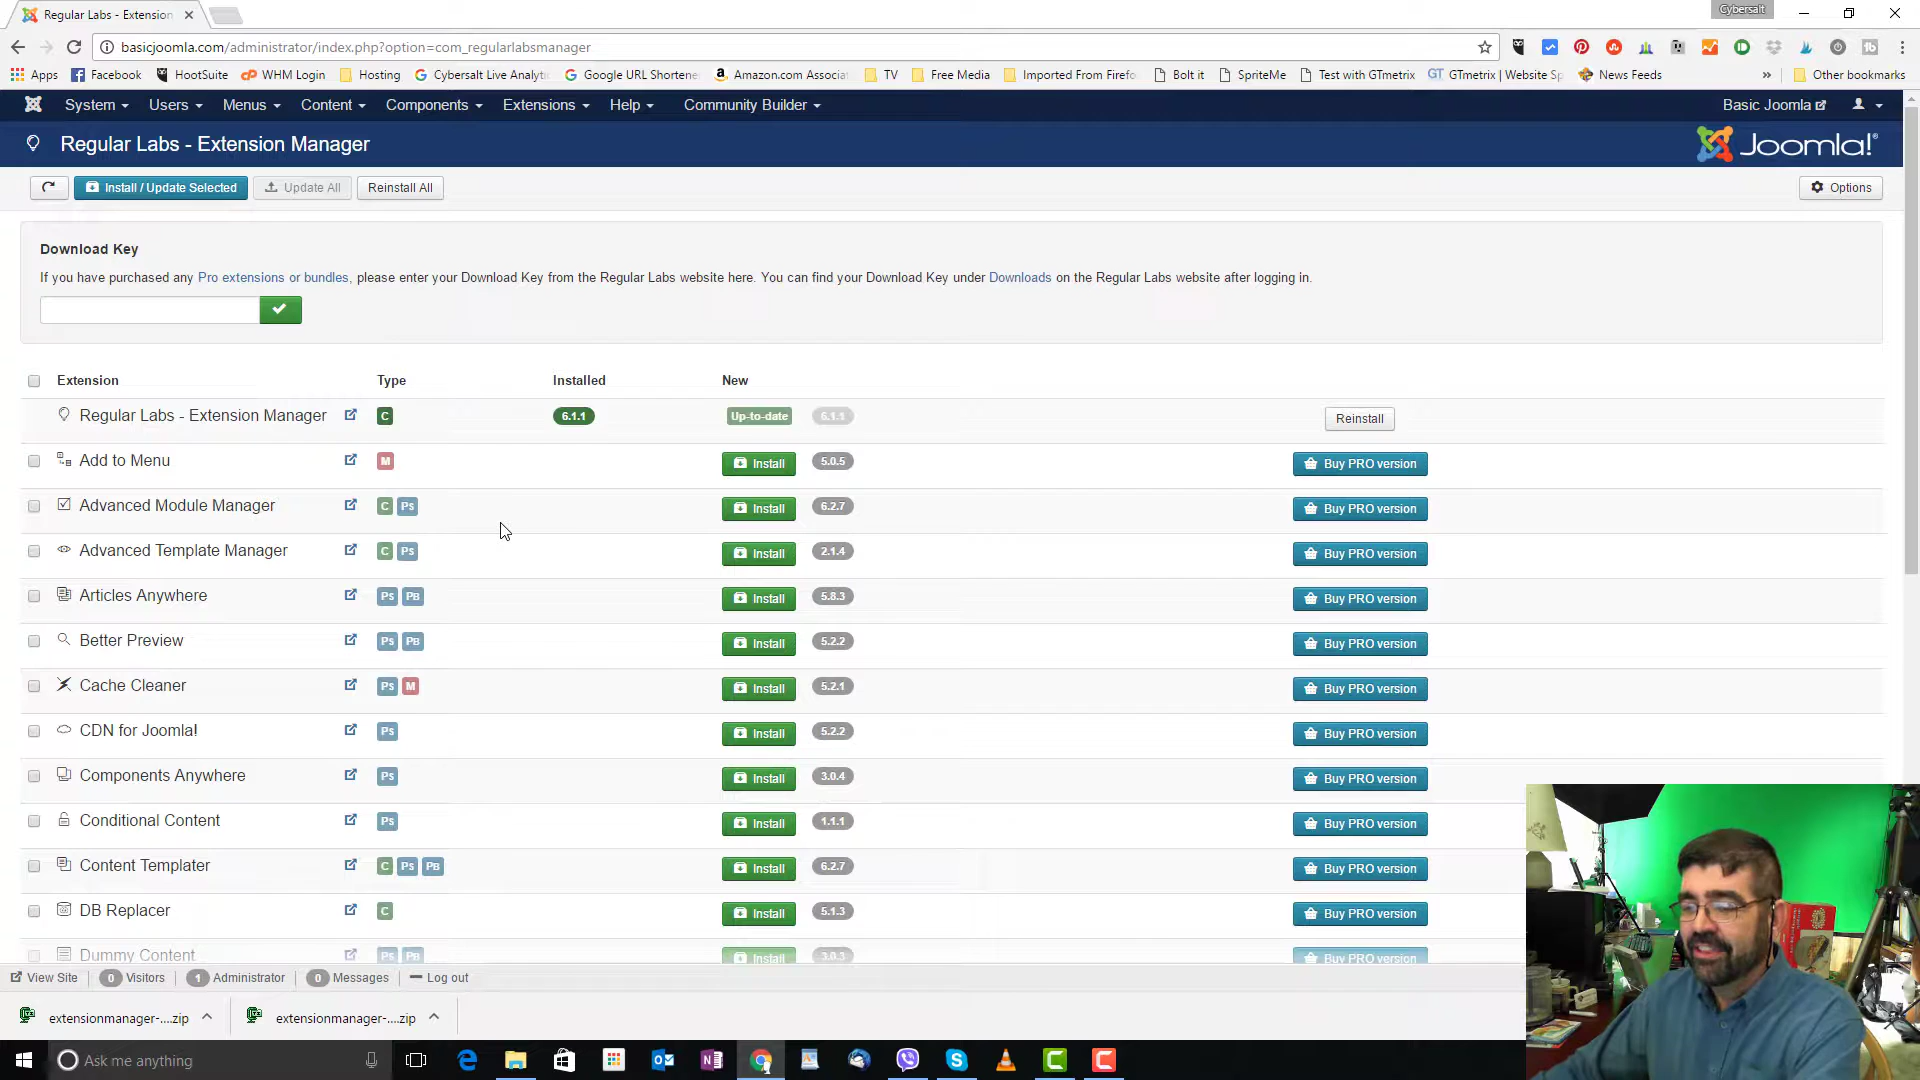 Regular Labs - Extension
Cybersalt
basicjoomla.com/administrator/index.php?option=com_regularlabsmanager
Apps Facebook HootSuite WHM Login Hosting Cybersalt Live Analyti Google URL Shortene Amazon.com Associa TV Free Media Imported From Firefo Bolt it SpriteMe Test with GTmetrix GTmetrix | Website Sp News Feeds » Other bookmarks
System Users Menus Content Components Extensions Help Community Builder Basic Joomla
Regular Labs - Extension Manager Joomla!®
Install / Update Selected Update All Reinstall All Options
Download Key
If you have purchased any Pro extensions or bundles, please enter your Download Key from the Regular Labs website here. You can find your Download Key under Downloads on the Regular Labs website after logging in.
Extension Type Installed New
Regular Labs - Extension Manager C 6.1.1 Up-to-date 6.1.1 Reinstall
Add to Menu M Install 5.0.5 Buy PRO version
Advanced Module Manager C Ps Install 6.2.7 Buy PRO version
Advanced Template Manager C Ps Install 2.1.4 Buy PRO version
Articles Anywhere Ps PB Install 5.8.3 Buy PRO version
Better Preview Ps PB Install 5.2.2 Buy PRO version
Cache Cleaner Ps M Install 5.2.1 Buy PRO version
CDN for Joomla! Ps Install 5.2.2 Buy PRO version
Components Anywhere Ps Install 3.0.4 Buy PRO version
Conditional Content Ps Install 1.1.1 Buy PRO version
Content Templater C Ps PB Install 6.2.7 Buy PRO version
DB Replacer C Install 5.1.3 Buy PRO version
Dummy Content Ps PB Install 3.0.3 Buy PRO version
View Site 0 Visitors 1 Administrator 0 Messages Log out
extensionmanager-....zip extensionmanager-....zip
Ask me anything